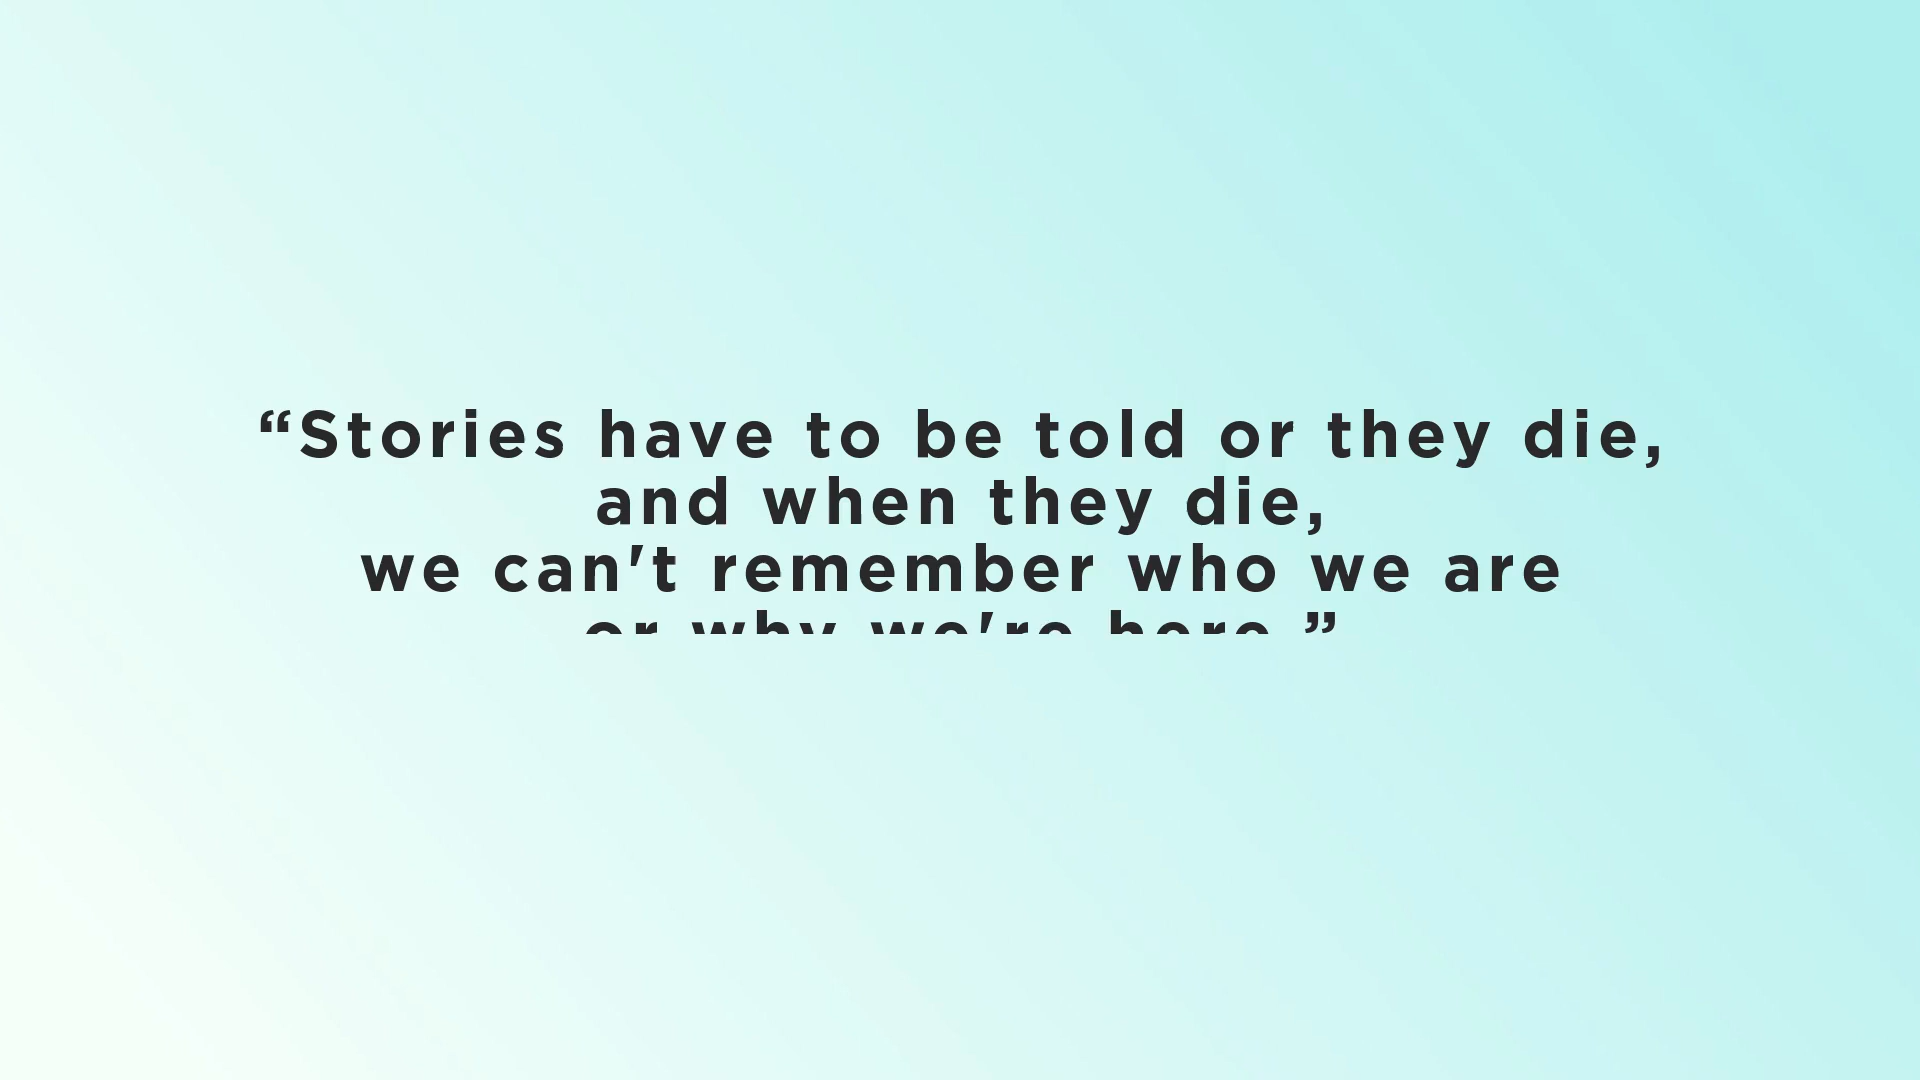 “Stories have to be told or they die,
and when they die,
we can't remember who we are
or why we're here.”